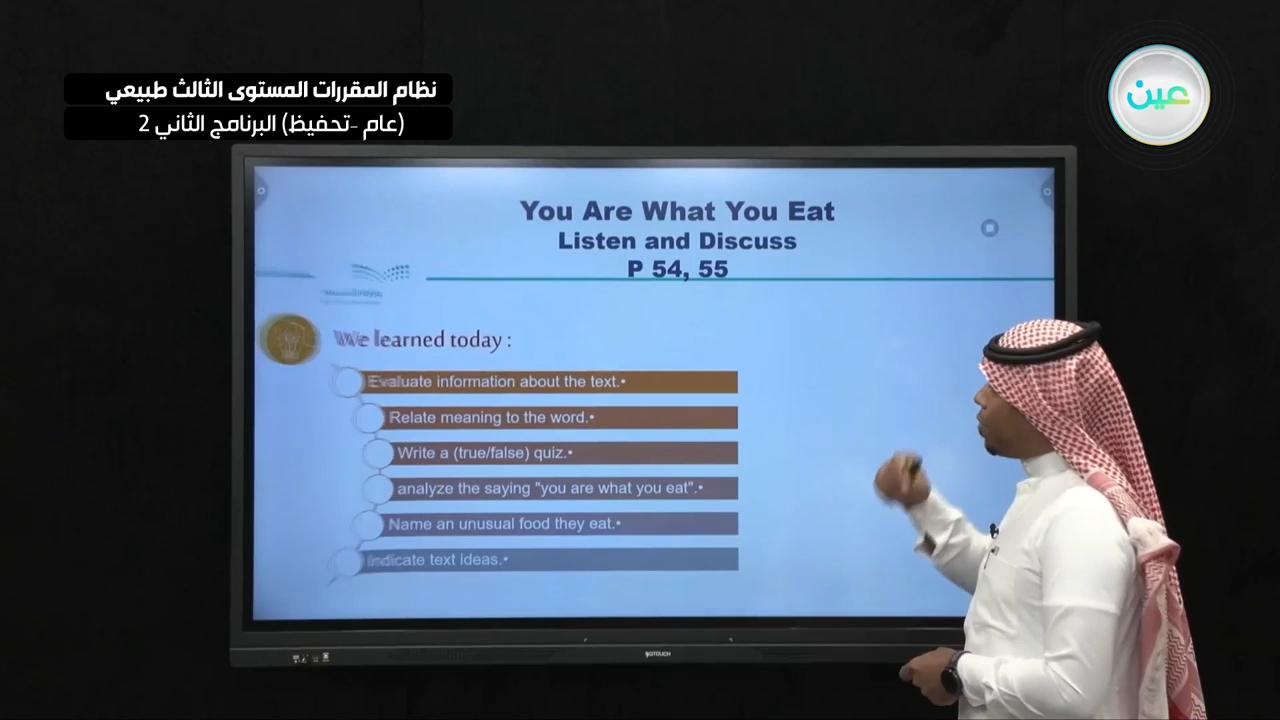 نظام المقررات المستوى الثالث طبيعي
(عام -تحفيظ) البرنامج الثاني 2
عين
You Are What You Eat
Listen and Discuss
P 54, 55
We learned today :
Evaluate information about the text.•
Relate meaning to the word.•
Write a (true/false) quiz.•
analyze the saying "you are what you eat".•
Name an unusual food they eat.•
Indicate text ideas.•